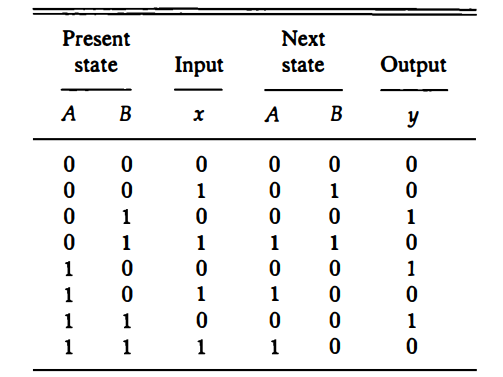 Present Next
state Input state Output
A B x A B y
0 0 0 0 0 0
0 0 1 0 1 0
0 1 0 0 0 1
0 1 1 1 1 0
1 0 0 0 0 1
1 0 1 1 0 0
1 1 0 0 0 1
1 1 1 1 0 0